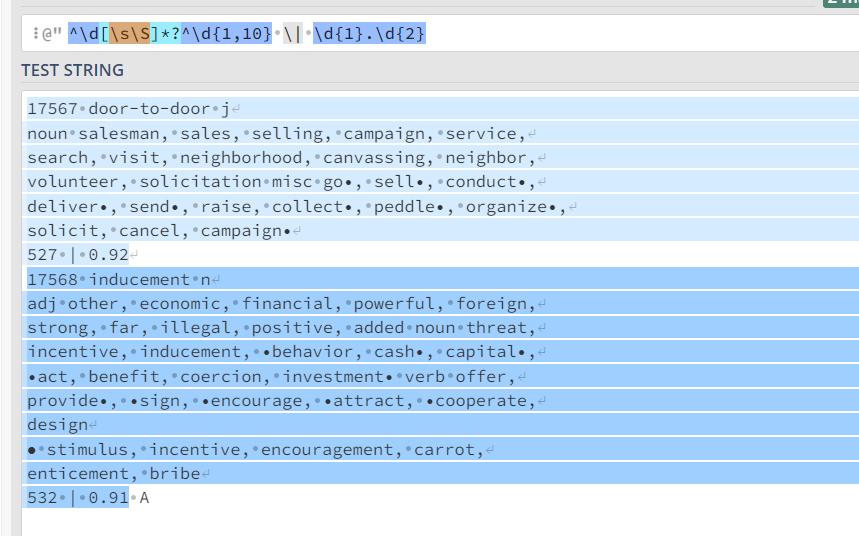 @" ^\d[\s\S]*?^\d{1,10} \| \d{1}.\d{2}
TEST STRING
17567 door-to-door j
noun salesman, sales, selling, campaign, service,
search, visit, neighborhood, canvassing, neighbor,
volunteer, solicitation misc go•, sell•, conduct•,
deliver•, send•, raise, collect•, peddle•, organize•,
solicit, cancel, campaign•
527 | 0.92
17568 inducement n
adj other, economic, financial, powerful, foreign,
strong, far, illegal, positive, added noun threat,
incentive, inducement, •behavior, cash•, capital•,
•act, benefit, coercion, investment• verb offer,
provide•, •sign, •encourage, •attract, •cooperate,
design
● stimulus, incentive, encouragement, carrot,
enticement, bribe
532 | 0.91 A